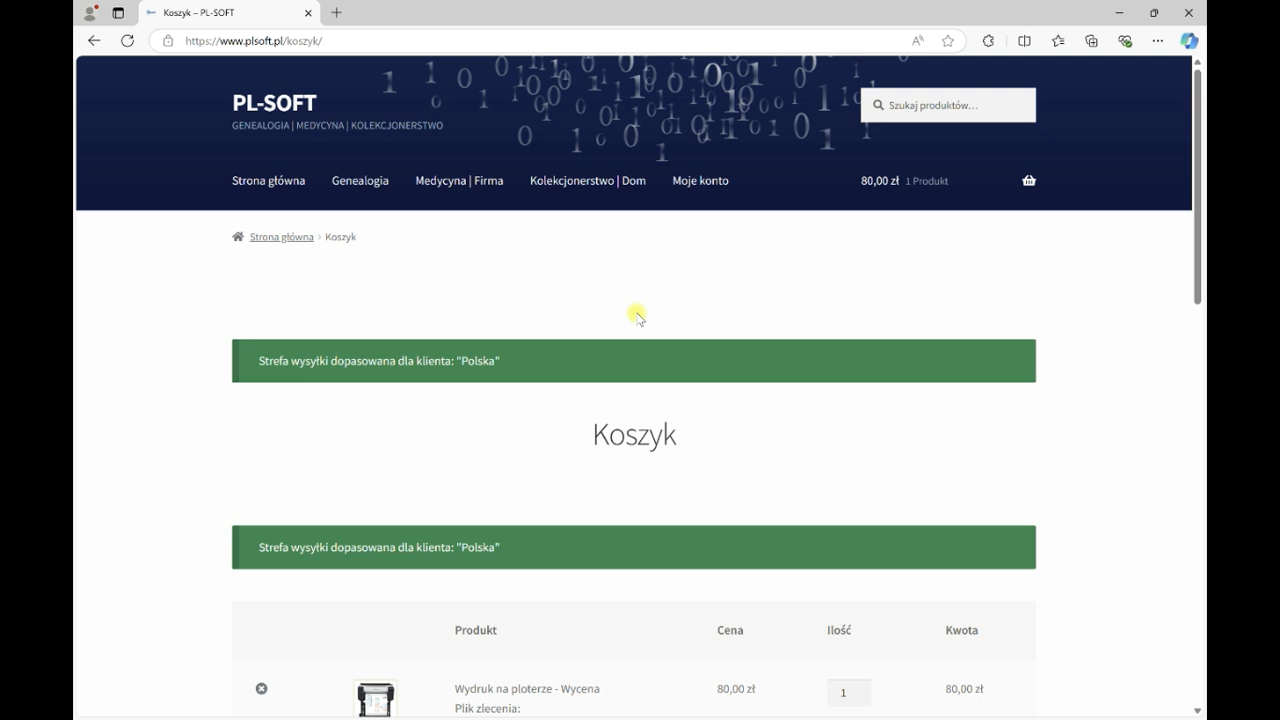 Koszyk – PL-SOFT
https://www.plsoft.pl/koszyk/
PL-SOFT
GENEALOGIA | MEDYCYNA | KOLEKCJONERSTWO
Szukaj produktów...
Strona główna Genealogia Medycyna | Firma Kolekcjonerstwo | Dom Moje konto 80,00 zł 1 Produkt
Strona główna > Koszyk
Strefa wysyłki dopasowana dla klienta: "Polska"
Koszyk
Strefa wysyłki dopasowana dla klienta: "Polska"
Produkt Cena Ilość Kwota
Wydruk na ploterze - Wycena 80,00 zł 1 80,00 zł
Plik zlecenia: